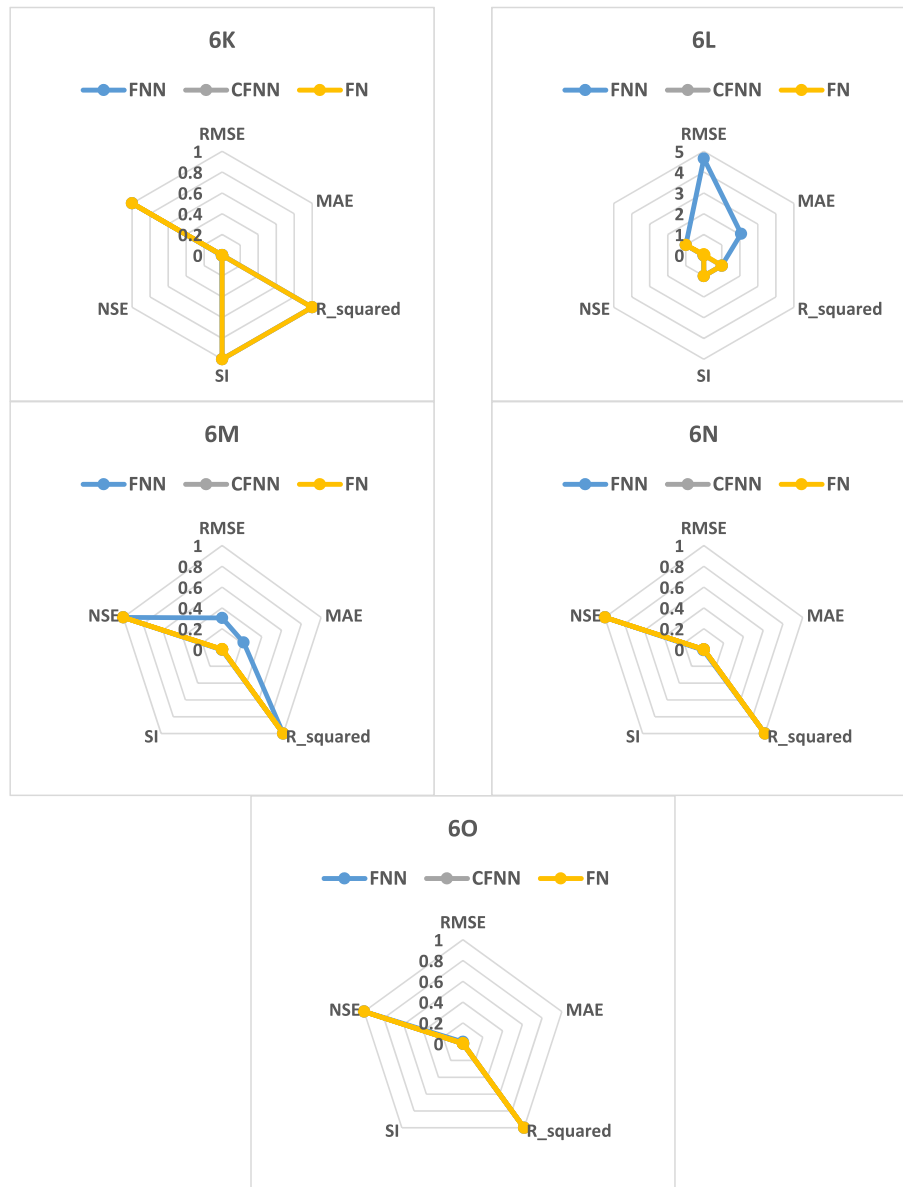 6K
FNN CFNN FN
RMSE
1
0.8
0.6
0.4
0.2
0
MAE
R_squared
SI
NSE
6L
FNN CFNN FN
RMSE
5
4
3
2
1
0
MAE
R_squared
SI
NSE
6M
FNN CFNN FN
RMSE
1
0.8
0.6
0.4
0.2
0
MAE
R_squared
SI
NSE
6N
FNN CFNN FN
RMSE
1
0.8
0.6
0.4
0.2
0
MAE
R_squared
SI
NSE
6O
FNN CFNN FN
RMSE
1
0.8
0.6
0.4
0.2
0
MAE
R_squared
SI
NSE